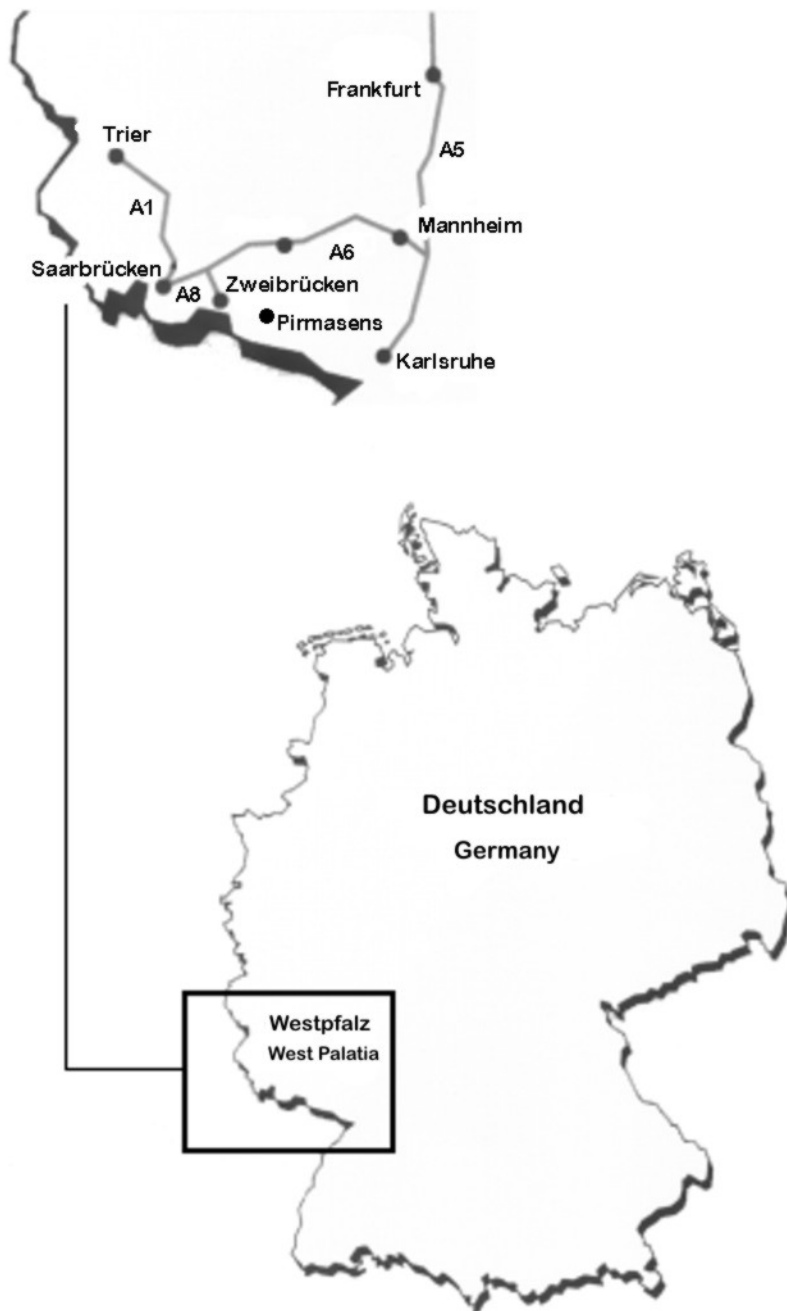 Frankfurt
Trier
A5
A1
Mannheim
A6
Saarbrücken
A8
Zweibrücken
Pirmasens
Karlsruhe
Deutschland
Germany
Westpfalz
West Palatia